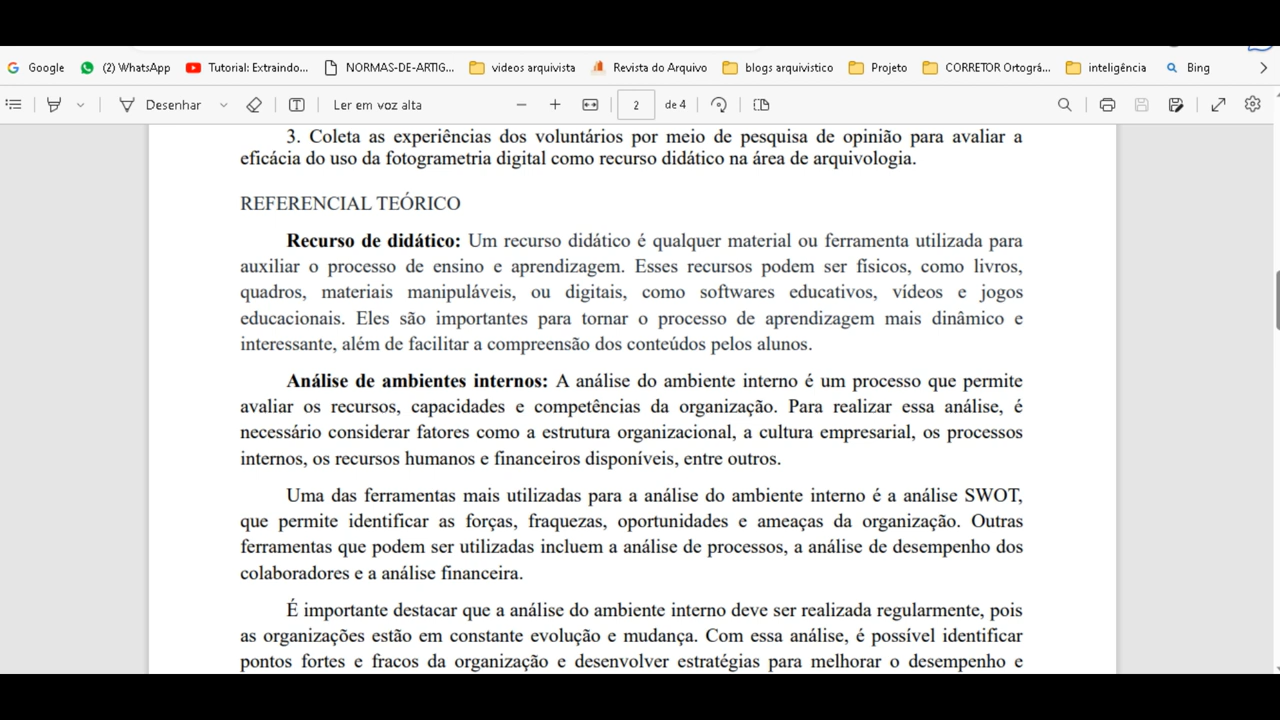 Google (2) WhatsApp Tutorial: Extraindo... NORMAS-DE-ARTIG... videos arquivista Revista do Arquivo blogs arquivistico Projeto CORRETOR Ortográ... inteligência Bing
Desenhar Ler em voz alta 2 de 4
3. Coleta as experiências dos voluntários por meio de pesquisa de opinião para avaliar a
eficácia do uso da fotogrametria digital como recurso didático na área de arquivologia.
REFERENCIAL TEÓRICO
Recurso de didático: Um recurso didático é qualquer material ou ferramenta utilizada para
auxiliar o processo de ensino e aprendizagem. Esses recursos podem ser físicos, como livros,
quadros, materiais manipuláveis, ou digitais, como softwares educativos, vídeos e jogos
educacionais. Eles são importantes para tornar o processo de aprendizagem mais dinâmico e
interessante, além de facilitar a compreensão dos conteúdos pelos alunos.
Análise de ambientes internos: A análise do ambiente interno é um processo que permite
avaliar os recursos, capacidades e competências da organização. Para realizar essa análise, é
necessário considerar fatores como a estrutura organizacional, a cultura empresarial, os processos
internos, os recursos humanos e financeiros disponíveis, entre outros.
Uma das ferramentas mais utilizadas para a análise do ambiente interno é a análise SWOT,
que permite identificar as forças, fraquezas, oportunidades e ameaças da organização. Outras
ferramentas que podem ser utilizadas incluem a análise de processos, a análise de desempenho dos
colaboradores e a análise financeira.
É importante destacar que a análise do ambiente interno deve ser realizada regularmente, pois
as organizações estão em constante evolução e mudança. Com essa análise, é possível identificar
pontos fortes e fracos da organização e desenvolver estratégias para melhorar o desempenho e